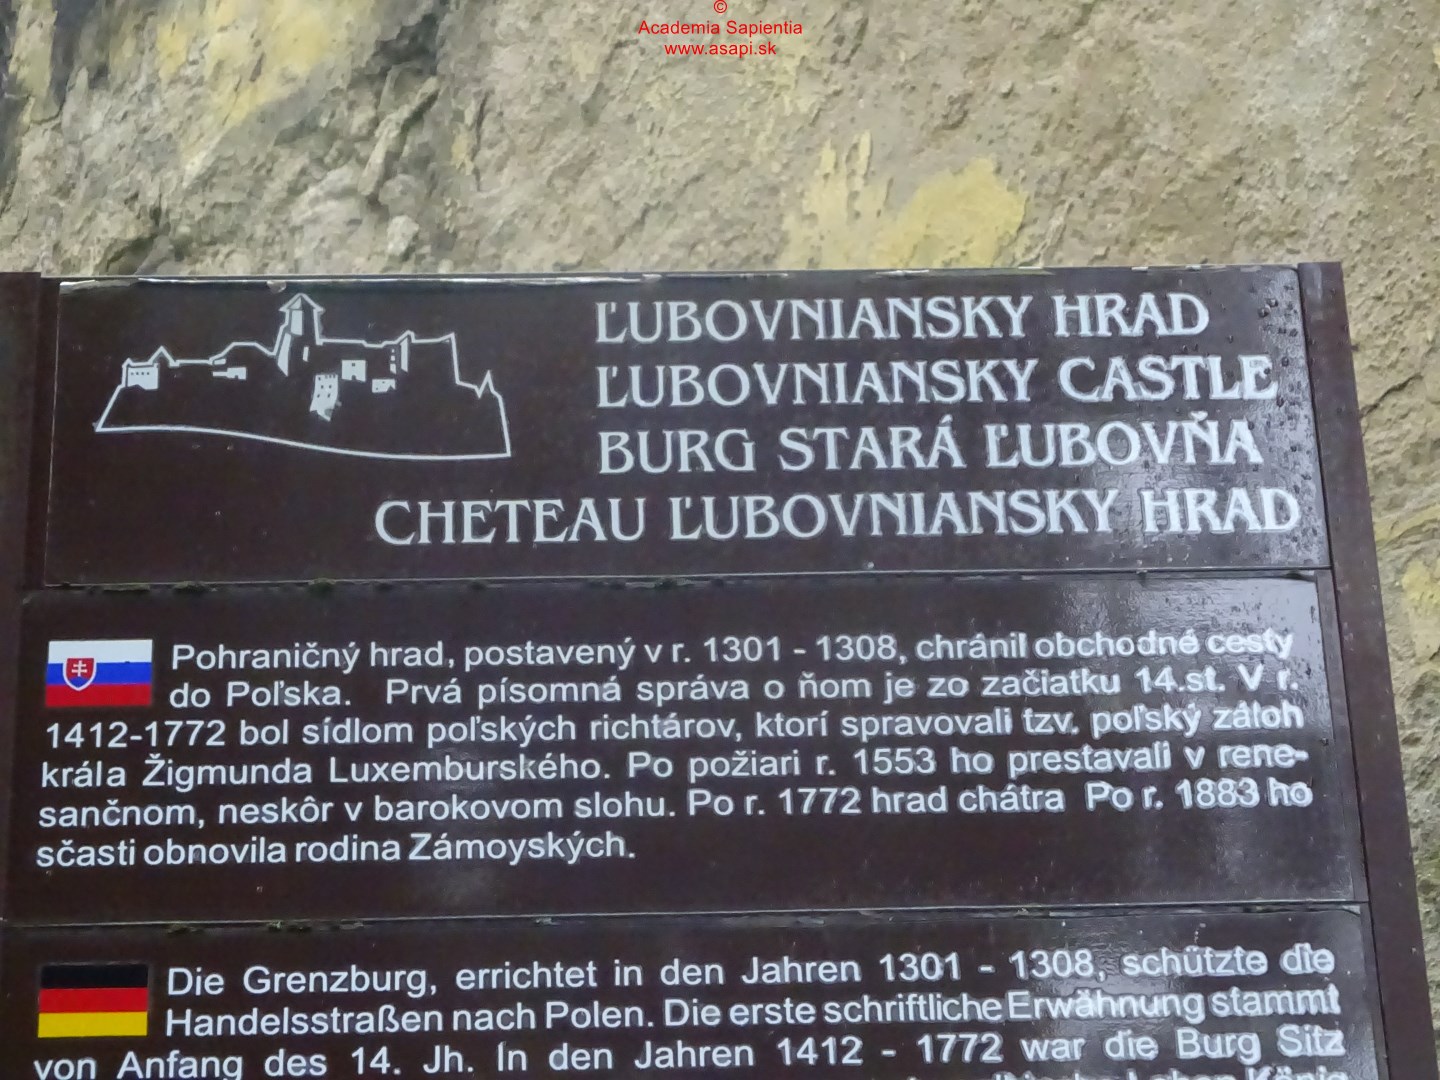 ©
Academia Sapientia
www.asapi.sk
ĽUBOVNIANSKY HRAD
ĽUBOVNIANSKY CASTLE
BURG STARÁ ĽUBOVŇA
CHETEAU ĽUBOVNIANSKY HRAD
Pohraničný hrad, postavený v r. 1301 - 1308, chránil obchodné cesty
do Poľska. Prvá písomná správa o ňom je zo začiatku 14.st. V r.
1412-1772 bol sídlom poľských richtárov, ktorí spravovali tzv. poľský záloh
kráľa Žigmunda Luxemburského. Po požiari r. 1553 ho prestavali v rene-
sančnom, neskôr v barokovom slohu. Po r. 1772 hrad chátra Po r. 1883 ho
sčasti obnovila rodina Zámoyských.
Die Grenzburg, errichtet in den Jahren 1301 - 1308, schützte die
Handelsstraßen nach Polen. Die erste schriftliche Erwähnung stammt
von Anfang des 14. Jh. In den Jahren 1412 - 1772 war die Burg Sitz
König